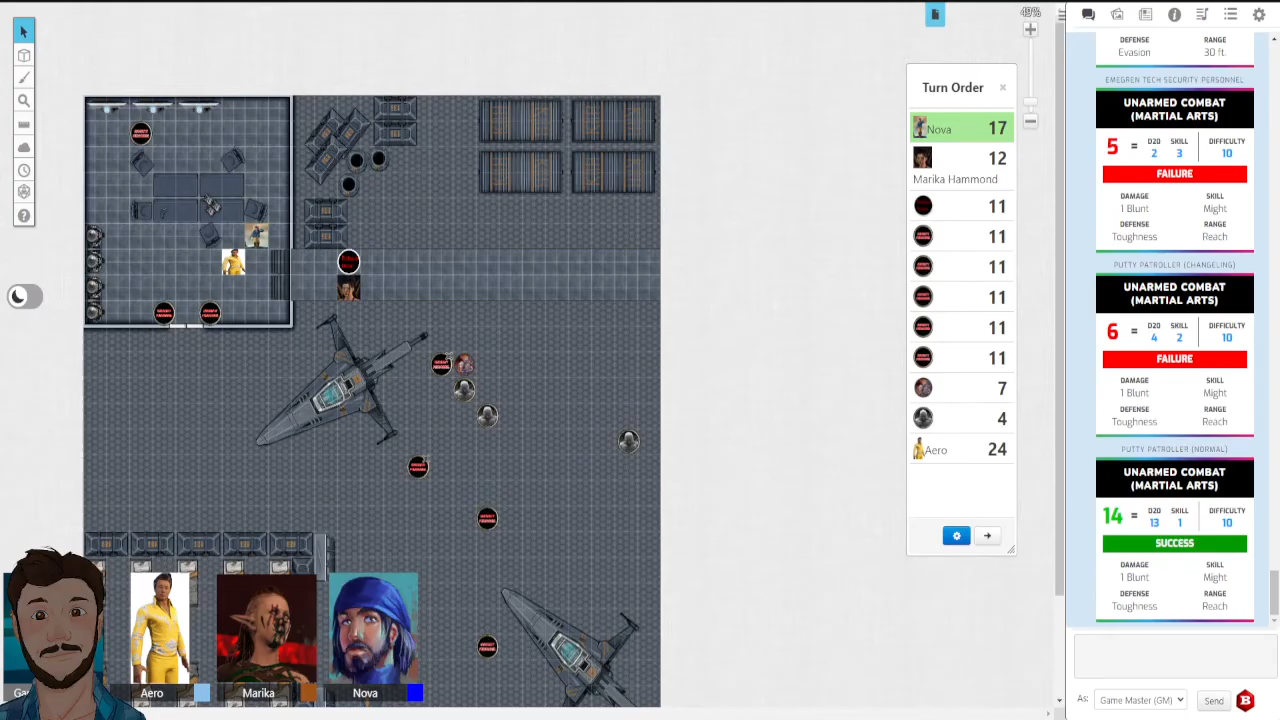 49%
Turn Order ×
Nova 17
12
Marika Hammond
11
11
11
11
11
11
7
4
Aero 24
DEFENSE RANGE
Evasion 30 ft.
EMEGREN TECH SECURITY PERSONNEL
UNARMED COMBAT
(MARTIAL ARTS)
D20 SKILL DIFFICULTY
5 = 2 3 10
FAILURE
DAMAGE SKILL
1 Blunt Might
DEFENSE RANGE
Toughness Reach
PUTTY PATROLLER (CHANGELING)
UNARMED COMBAT
(MARTIAL ARTS)
D20 SKILL DIFFICULTY
6 = 4 2 10
FAILURE
DAMAGE SKILL
1 Blunt Might
DEFENSE RANGE
Toughness Reach
PUTTY PATROLLER (NORMAL)
UNARMED COMBAT
(MARTIAL ARTS)
D20 SKILL DIFFICULTY
14 = 13 1 10
SUCCESS
DAMAGE SKILL
1 Blunt Might
DEFENSE RANGE
Toughness Reach
As: Game Master (GM) Send
Aero
Marika
Nova